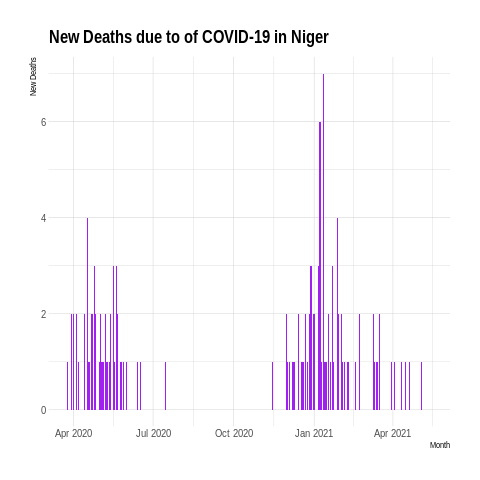 New Deaths due to of COVID-19 in Niger
New Deaths
6
4
2
0
Apr 2020 Jul 2020 Oct 2020 Jan 2021 Apr 2021
Month